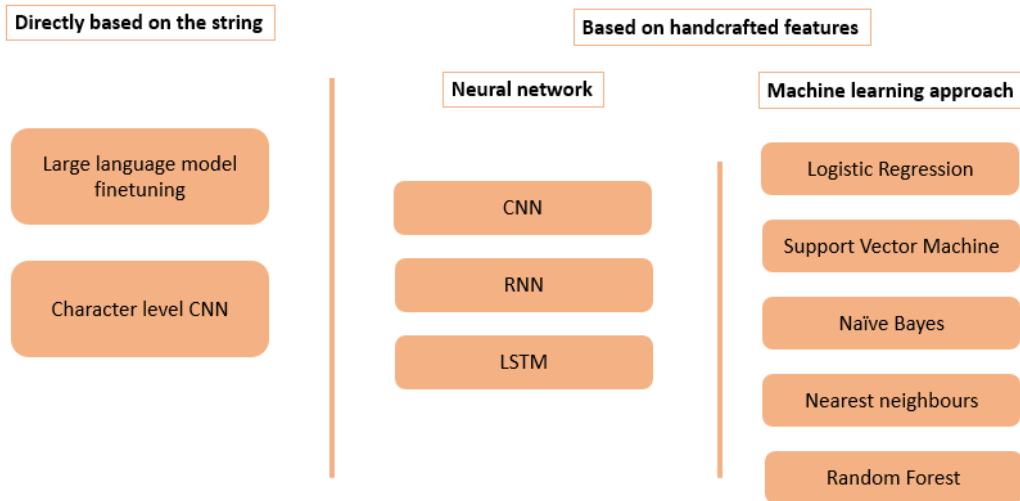 Directly based on the string
Based on handcrafted features
Neural network
Machine learning approach
Large language model
finetuning
Character level CNN
CNN
RNN
LSTM
Logistic Regression
Support Vector Machine
Naïve Bayes
Nearest neighbours
Random Forest